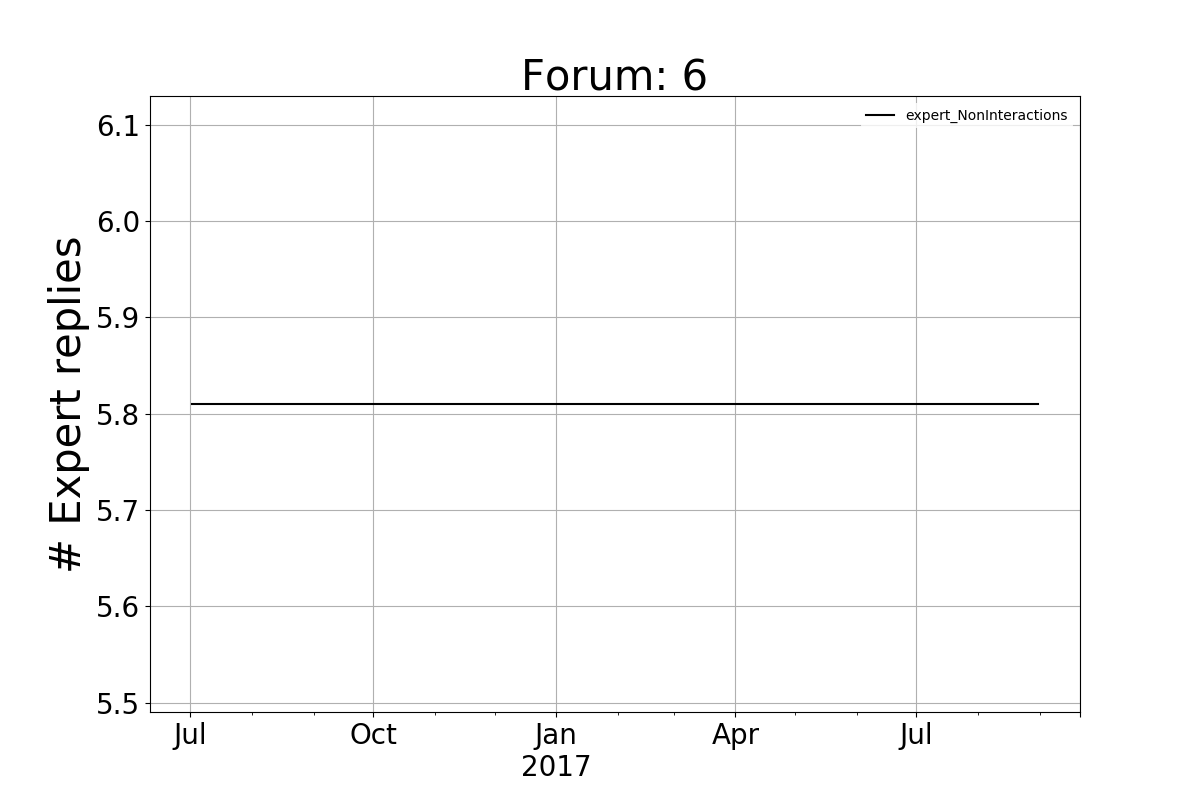 Forum: 6
expert_NonInteractions
# Expert replies
6.1
6.0
5.9
5.8
5.7
5.6
5.5
Jul Oct Jan Apr Jul
2017